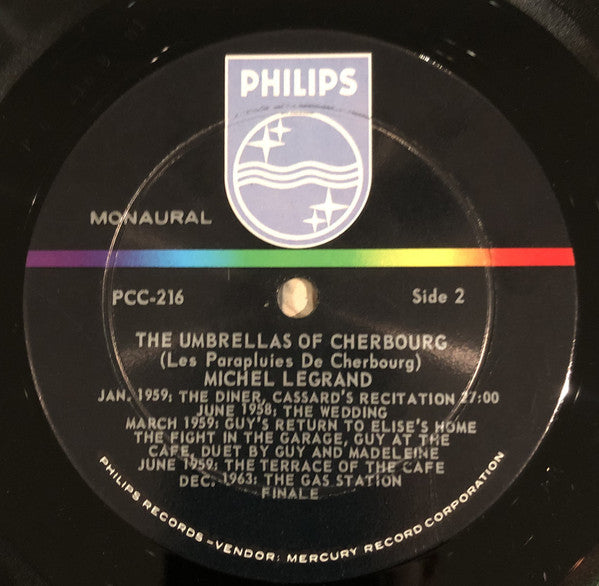 PHILIPS
MONAURAL
PCC-216 Side 2
THE UMBRELLAS OF CHERBOURG
(Les Parapluies De Cherbourg)
MICHEL LEGRAND
JAN. 1959: THE DINER, CASSARD'S RECITATION 27:00
JUNE 1958: THE WEDDING
MARCH 1959: GUY'S RETURN TO ELISE'S HOME
THE FIGHT IN THE GARAGE, GUY AT THE
CAFE, DUET BY GUY AND MADELEINE
JUNE 1959: THE TERRACE OF THE CAFE
DEC. 1963: THE GAS STATION
FINALE
PHILIPS RECORDS -VENDOR: MERCURY RECORD CORPORATION